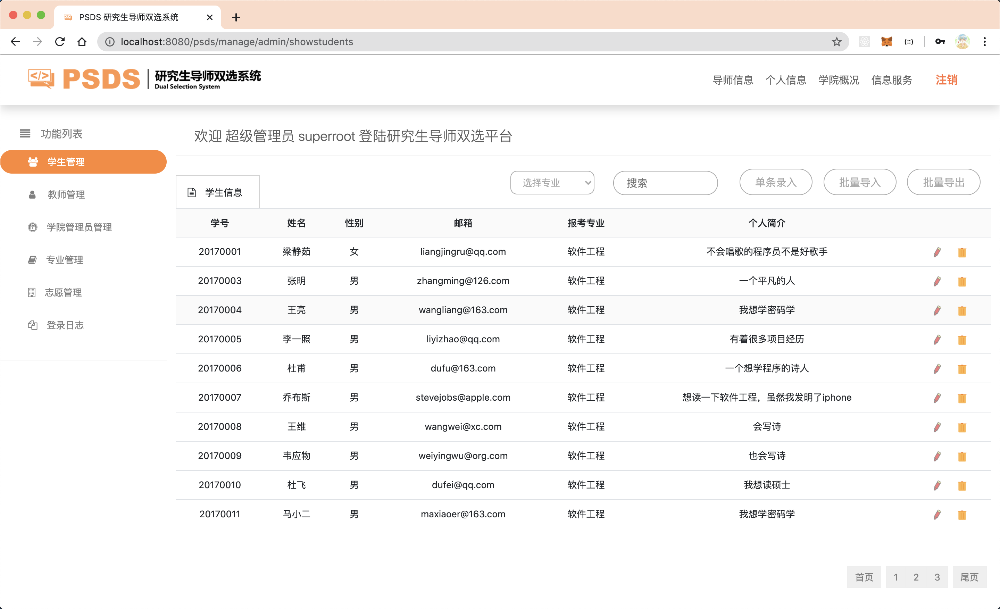 PSDS 研究生导师双选系统
localhost:8080/psds/manage/admin/showstudents
</> PSDS 研究生导师双选系统
Dual Selection System
导师信息 个人信息 学院概况 信息服务 注销
功能列表
学生管理
教师管理
学院管理员管理
专业管理
志愿管理
登录日志
欢迎 超级管理员 superroot 登陆研究生导师双选平台
选择专业 搜索 单条录入 批量导入 批量导出
学生信息
学号 姓名 性别 邮箱 报考专业 个人简介
20170001 梁静茹 女 liangjingru@qq.com 软件工程 不会唱歌的程序员不是好歌手
20170003 张明 男 zhangming@126.com 软件工程 一个平凡的人
20170004 王亮 男 wangliang@163.com 软件工程 我想学密码学
20170005 李一照 男 liyizhao@qq.com 软件工程 有着很多项目经历
20170006 杜甫 男 dufu@163.com 软件工程 一个想学程序的诗人
20170007 乔布斯 男 stevejobs@apple.com 软件工程 想读一下软件工程，虽然我发明了iphone
20170008 王维 男 wangwei@xc.com 软件工程 会写诗
20170009 韦应物 男 weiyingwu@org.com 软件工程 也会写诗
20170010 杜飞 男 dufei@qq.com 软件工程 我想读硕士
20170011 马小二 男 maxiaoer@163.com 软件工程 我想学密码学
首页 1 2 3 尾页